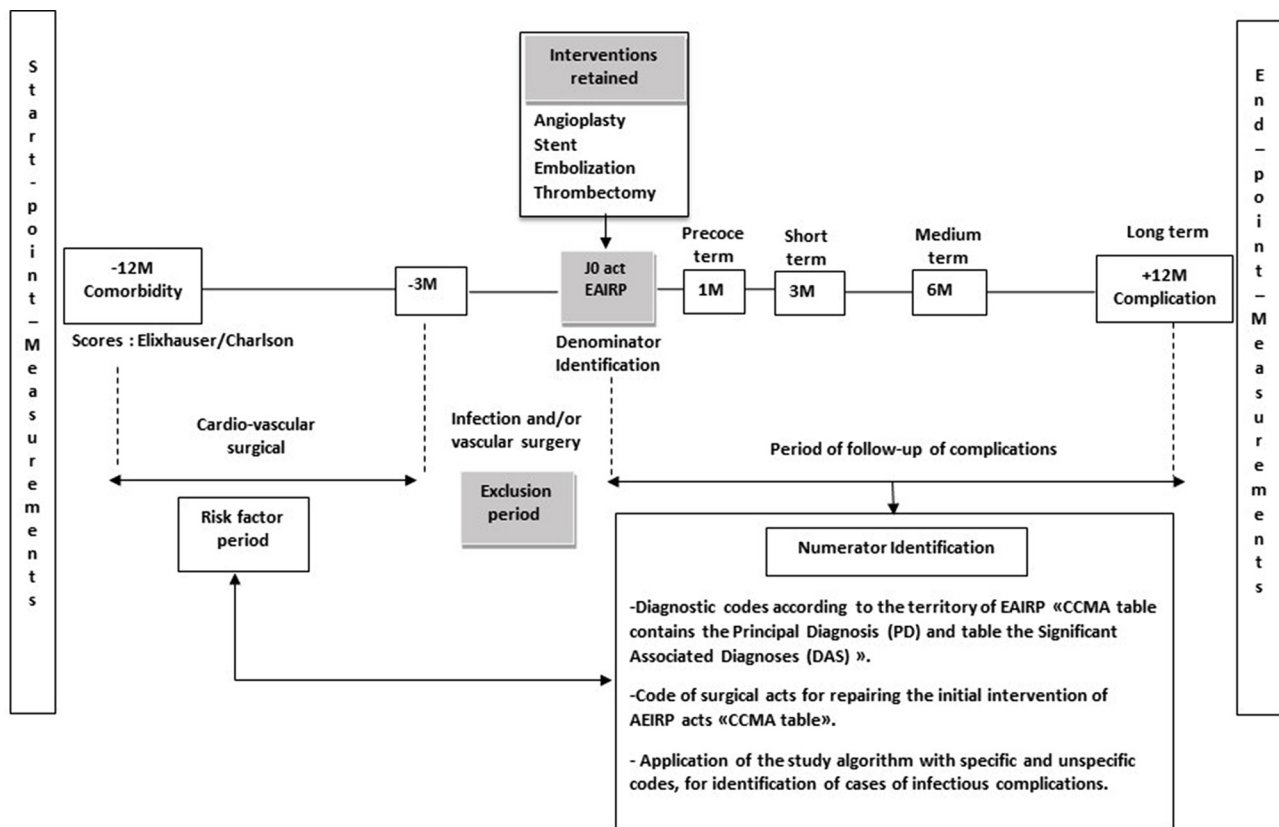 Start-point–Measurements
Interventions
retained
Angioplasty
Stent
Embolization
Thrombectomy
-12M
Comorbidity
-3M
J0 act
EAIRP
Precoce
term
1M
Short
term
3M
Medium
term
6M
Long term
+12M
Complication
Scores : Elixhauser/Charlson
Denominator
Identification
Cardio-vascular
surgical
Infection and/or
vascular surgery
Period of follow-up of complications
Risk factor
period
Exclusion
period
Numerator Identification
-Diagnostic codes according to the territory of EAIRP «CCMA table
contains the Principal Diagnosis (PD) and table the Significant
Associated Diagnoses (DAS) ».
-Code of surgical acts for repairing the initial intervention of
AEIRP acts «CCMA table».
- Application of the study algorithm with specific and unspecific
codes, for identification of cases of infectious complications.
End–point–Measurements